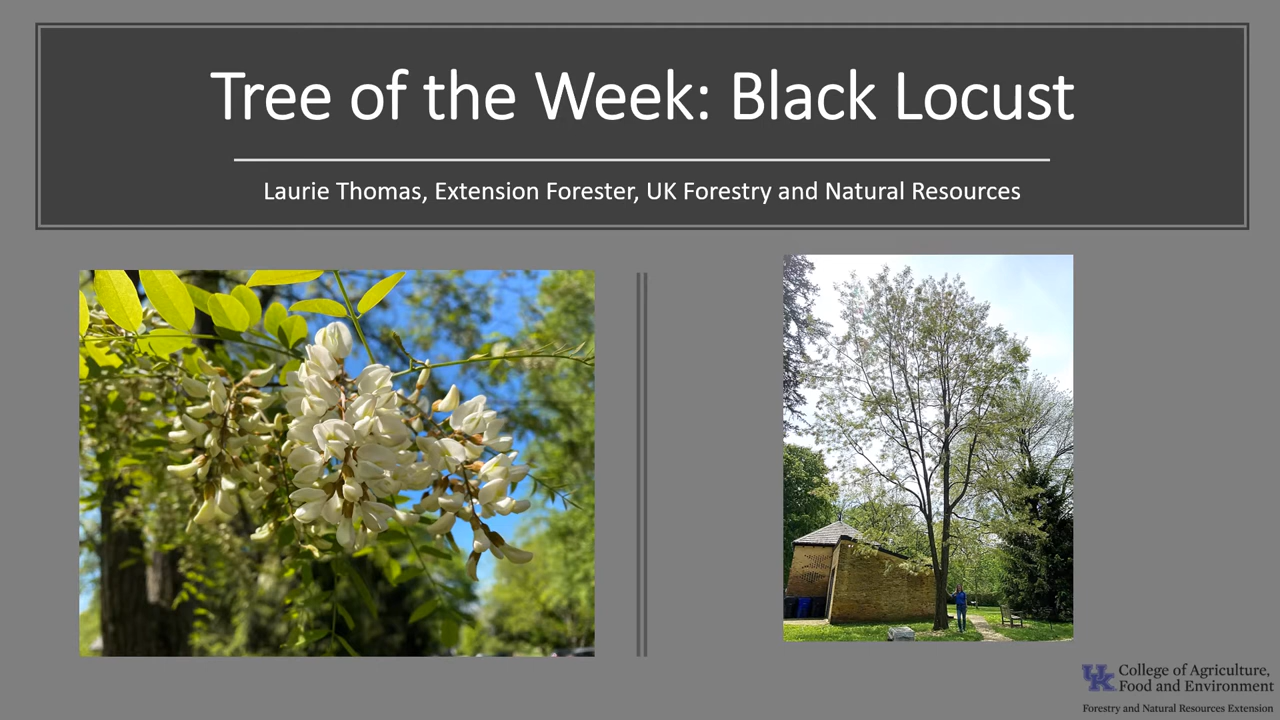 Tree of the Week: Black Locust
Laurie Thomas, Extension Forester, UK Forestry and Natural Resources
UK College of Agriculture,
Food and Environment
Forestry and Natural Resources Extension